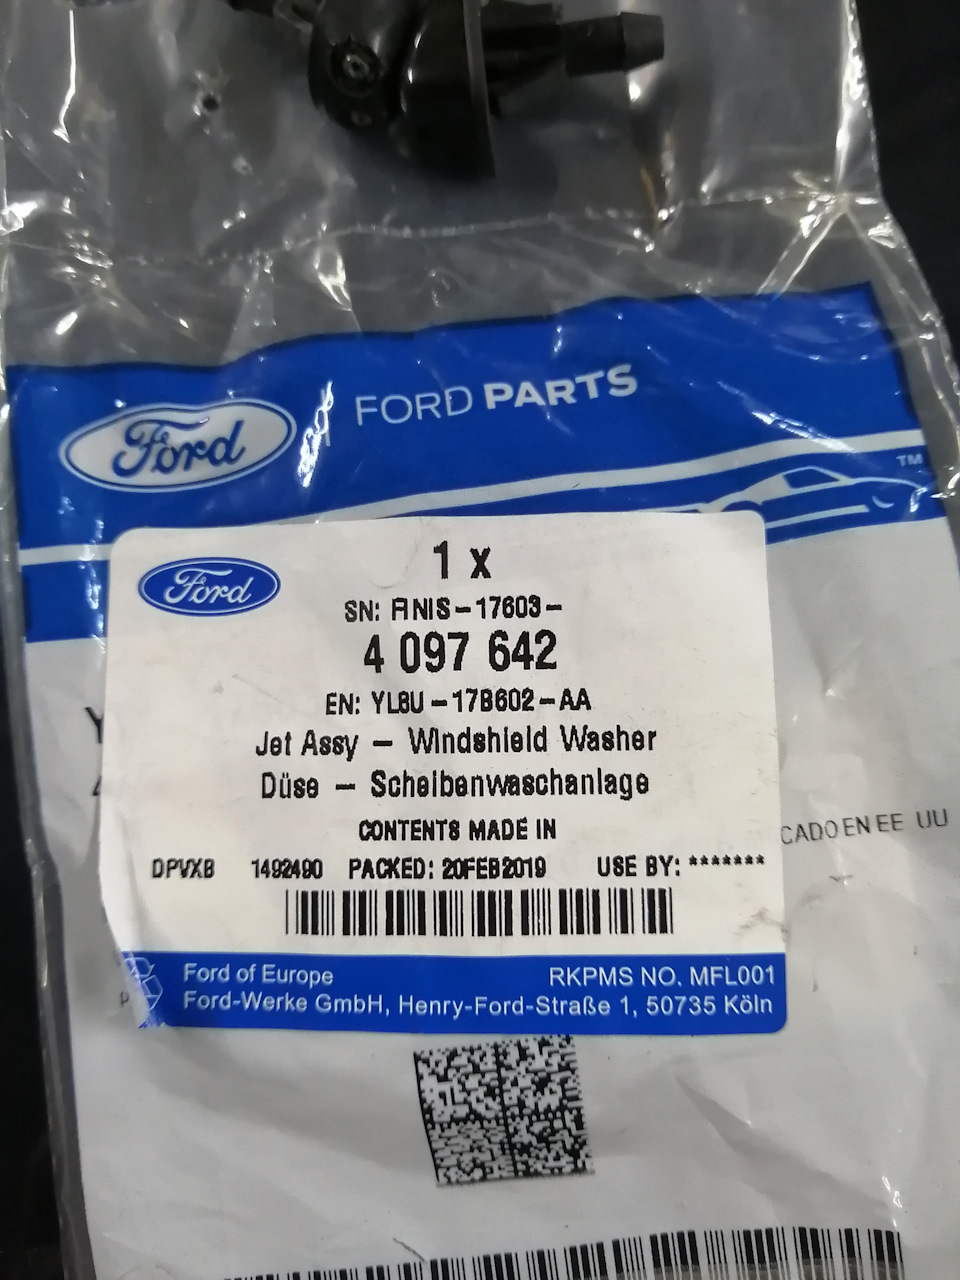 Ford
FORD PARTS
TM
Ford
1 x
SN: FINIS-17603-
4 097 642
EN: YL8U-17B602-AA
Jet Assy - Windshield Washer
Düse - Scheibenwaschanlage
CONTENTS MADE IN
DPVXB 1492490 PACKED: 20FEB2019 USE BY: *******
Ford of Europe RKPMS NO. MFL001
Ford-Werke GmbH, Henry-Ford-Straße 1, 50735 Köln
CADO EN EE UU